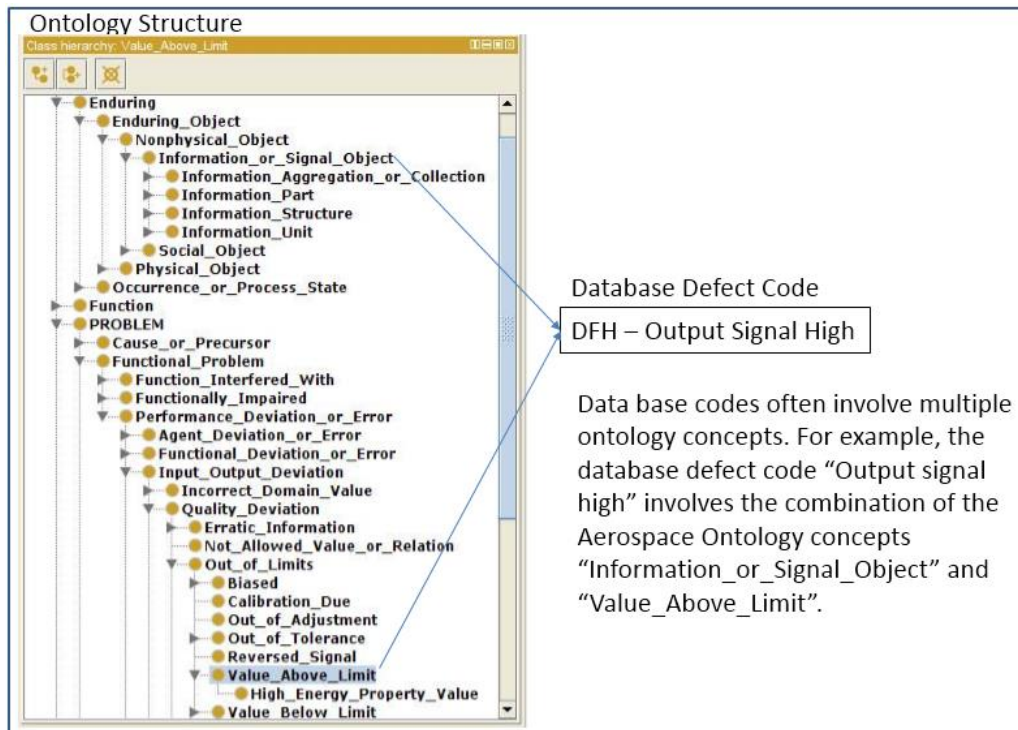 Ontology Structure
Class hierarchy: Value_Above_Limit
Enduring
Enduring_Object
Nonphysical_Object
Information_or_Signal_Object
Information_Aggregation_or_Collection
Information_Part
Information_Structure
Information_Unit
Social_Object
Physical_Object
Occurrence_or_Process_State
Function
PROBLEM
Cause_or_Precursor
Functional_Problem
Function_Interfered_With
Functionally_Impaired
Performance_Deviation_or_Error
Agent_Deviation_or_Error
Functional_Deviation_or_Error
Input_Output_Deviation
Incorrect_Domain_Value
Quality_Deviation
Erratic_Information
Not_Allowed_Value_or_Relation
Out_of_Limits
Biased
Calibration_Due
Out_of_Adjustment
Out_of_Tolerance
Reversed_Signal
Value_Above_Limit
High_Energy_Property_Value
Value_Below_Limit
Database Defect Code
DFH – Output Signal High
Data base codes often involve multiple
ontology concepts. For example, the
database defect code “Output signal
high” involves the combination of the
Aerospace Ontology concepts
“Information_or_Signal_Object” and
“Value_Above_Limit”.